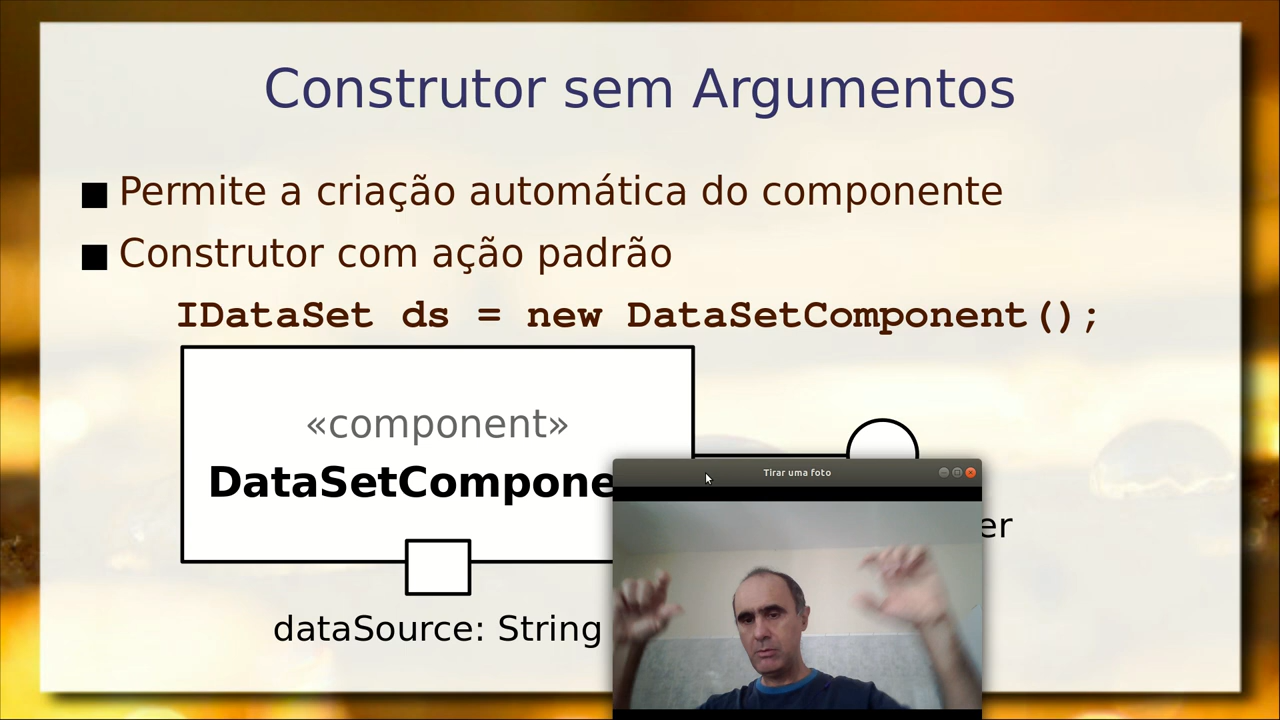 Construtor sem Argumentos
Permite a criação automática do componente
Construtor com ação padrão
IDataSet ds = new DataSetComponent();
«component»
DataSetCompone
Tirar uma foto
er
dataSource: String